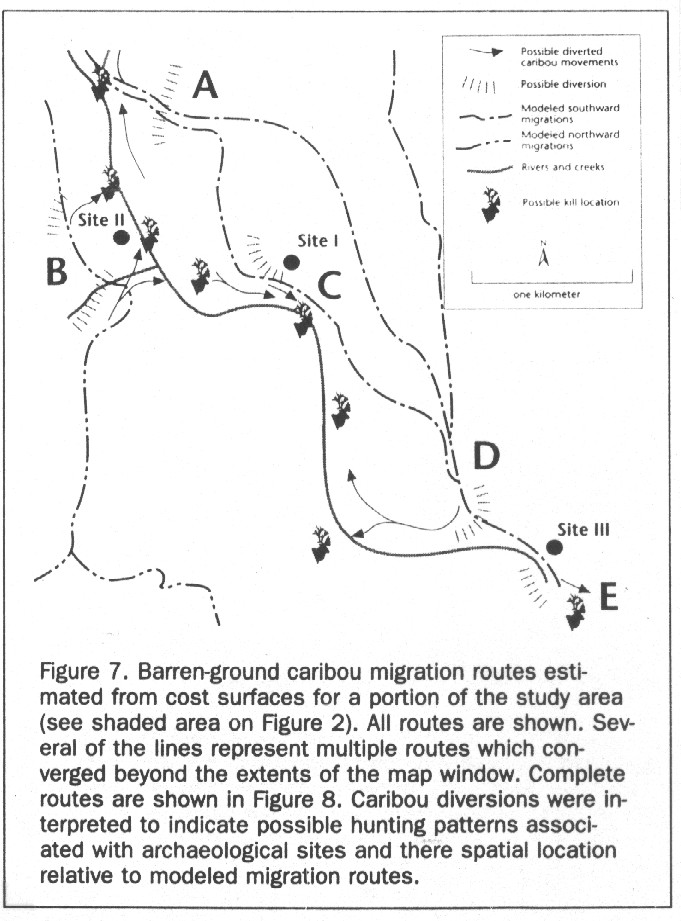 A
Possible diverted
caribou movements
Possible diversion
Modeled southward
migrations
Modeled northward
migrations
Rivers and creeks
Possible kill location
N
one kilometer
Site II
Site I
B
C
D
Site III
E
Figure 7. Barren-ground caribou migration routes esti-
mated from cost surfaces for a portion of the study area
(see shaded area on Figure 2). All routes are shown. Sev-
eral of the lines represent multiple routes which con-
verged beyond the extents of the map window. Complete
routes are shown in Figure 8. Caribou diversions were in-
terpreted to indicate possible hunting patterns associ-
ated with archaeological sites and there spatial location
relative to modeled migration routes.